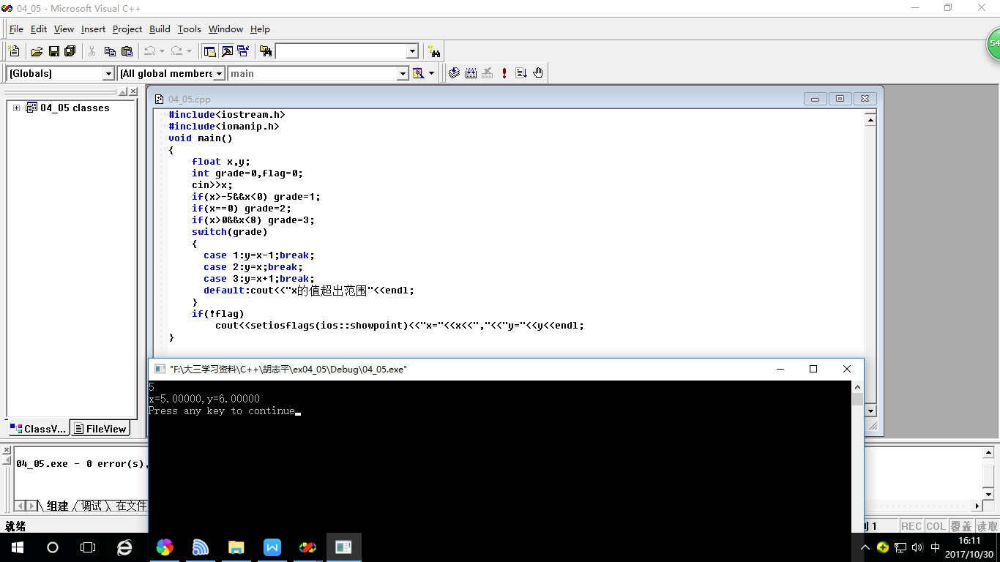 04_05 - Microsoft Visual C++
File Edit View Insert Project Build Tools Window Help
54
(Globals) (All global members main
04_05 classes
04_05.cpp
#include<iostream.h>
#include<iomanip.h>
void main()
{
float x,y;
int grade=0,flag=0;
cin>>x;
if(x>-5&&x<0) grade=1;
if(x==0) grade=2;
if(x>0&&x<8) grade=3;
switch(grade)
{
case 1:y=x-1;break;
case 2:y=x;break;
case 3:y=x+1;break;
default:cout<<"x的值超出范围"<<endl;
}
if(!flag)
cout<<setiosflags(ios::showpoint)<<"x="<<x<<","<<"y="<<y<<endl;
}
"F:\大三学习资料\C++\胡志平\ex04_05\Debug\04_05.exe"
5
x=5.00000,y=6.00000
Press any key to continue
ClassV... FileView
04_05.exe - 0 error(s),
组建 调试 在文件
就绪
1 REC COL 覆盖 读取
中
16:11
2017/10/30